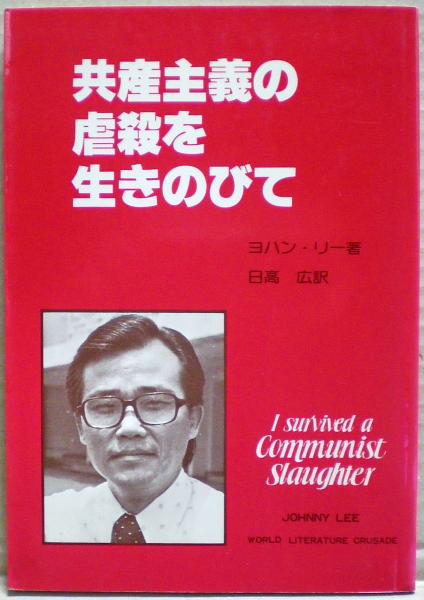 共産主義の
虐殺を
生きのびて
ヨハン・リー著
日高 広訳
I survived a
Communist
Slaughter
JOHNNY LEE
WORLD LITERATURE CRUSADE